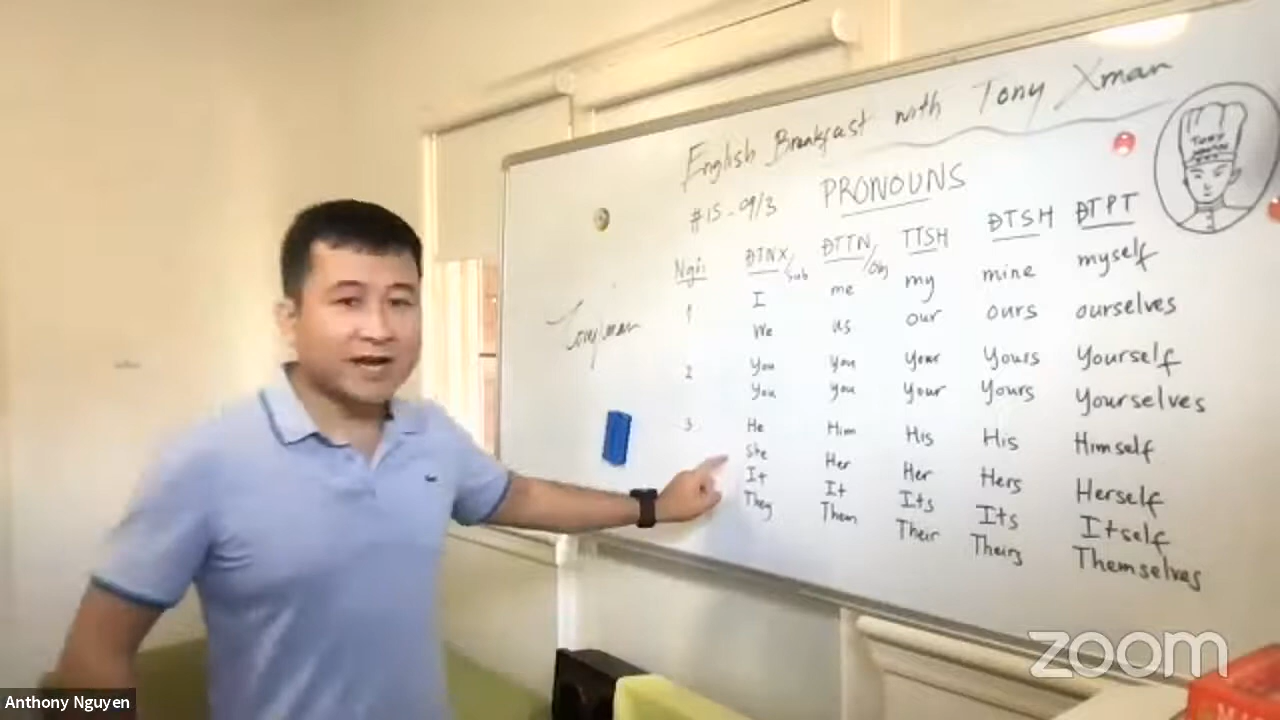 English Breakfast with Tony Xman
#15 - 09/3 PRONOUNS
Ngôi ĐTNX/Sub ĐTTN/Obj TTSH ĐTSH ĐTPT
1 I me my mine myself
We us our ours ourselves
2 You you your yours Yourself
You you Your Yours Yourselves
3 He Him His His Himself
She Her Her Hers Herself
It It Its Its Itself
They Them Their Theirs Themselves
TONY
zoom
Anthony Nguyen